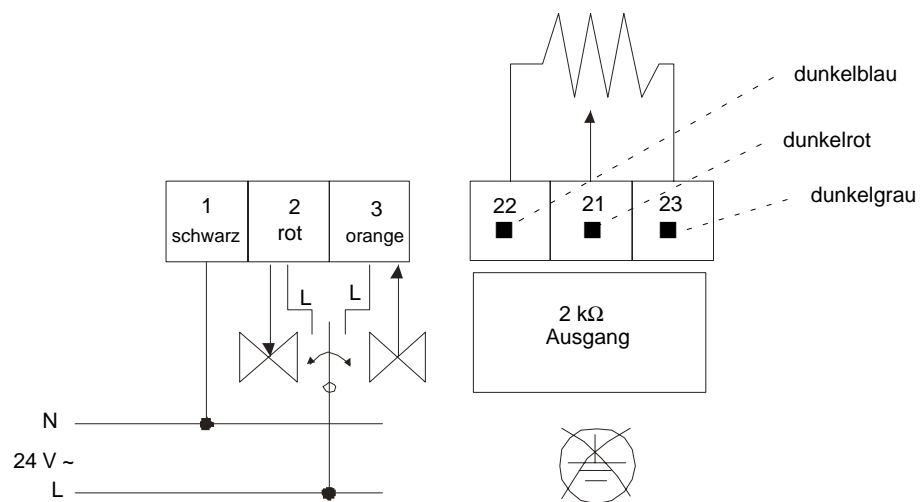 dunkelblau
dunkelrot
dunkelgrau
1
schwarz
2
rot
3
orange
22
21
23
L
L
2 kΩ
Ausgang
N
24 V ~
L